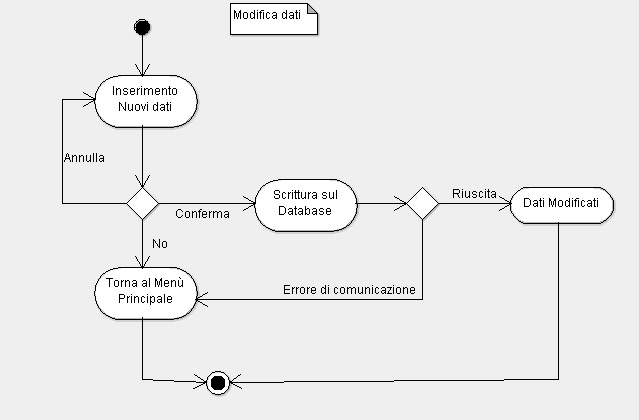 Modifica dati
Inserimento
Nuovi dati
Annulla
Conferma
Scrittura sul
Database
Riuscita
Dati Modificati
No
Torna al Menù
Principale
Errore di comunicazione